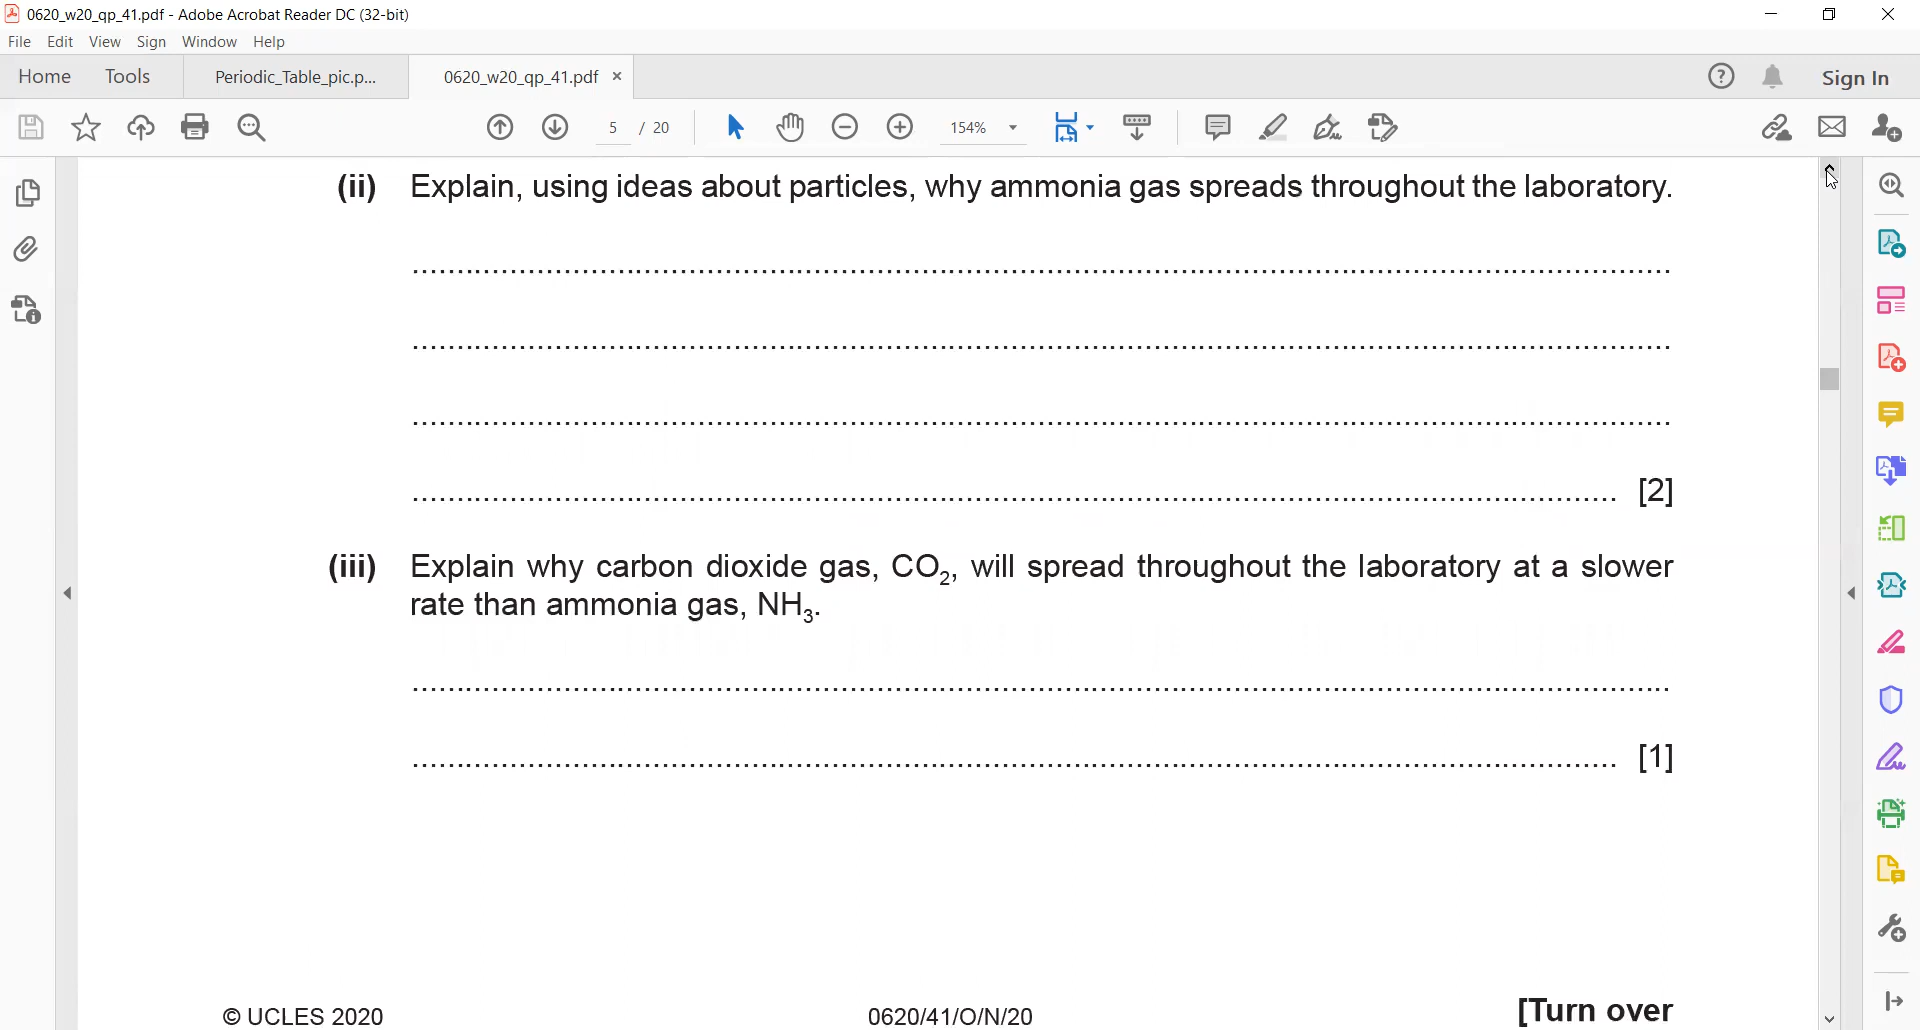 0620_w20_qp_41.pdf - Adobe Acrobat Reader DC (32-bit)
File Edit View Sign Window Help
Home Tools Periodic_Table_pic.p... 0620_w20_qp_41.pdf × Sign In
5 / 20 154%
(ii) Explain, using ideas about particles, why ammonia gas spreads throughout the laboratory.
[2]
(iii) Explain why carbon dioxide gas, CO₂, will spread throughout the laboratory at a slower
rate than ammonia gas, NH₃.
[1]
© UCLES 2020 0620/41/O/N/20 [Turn over